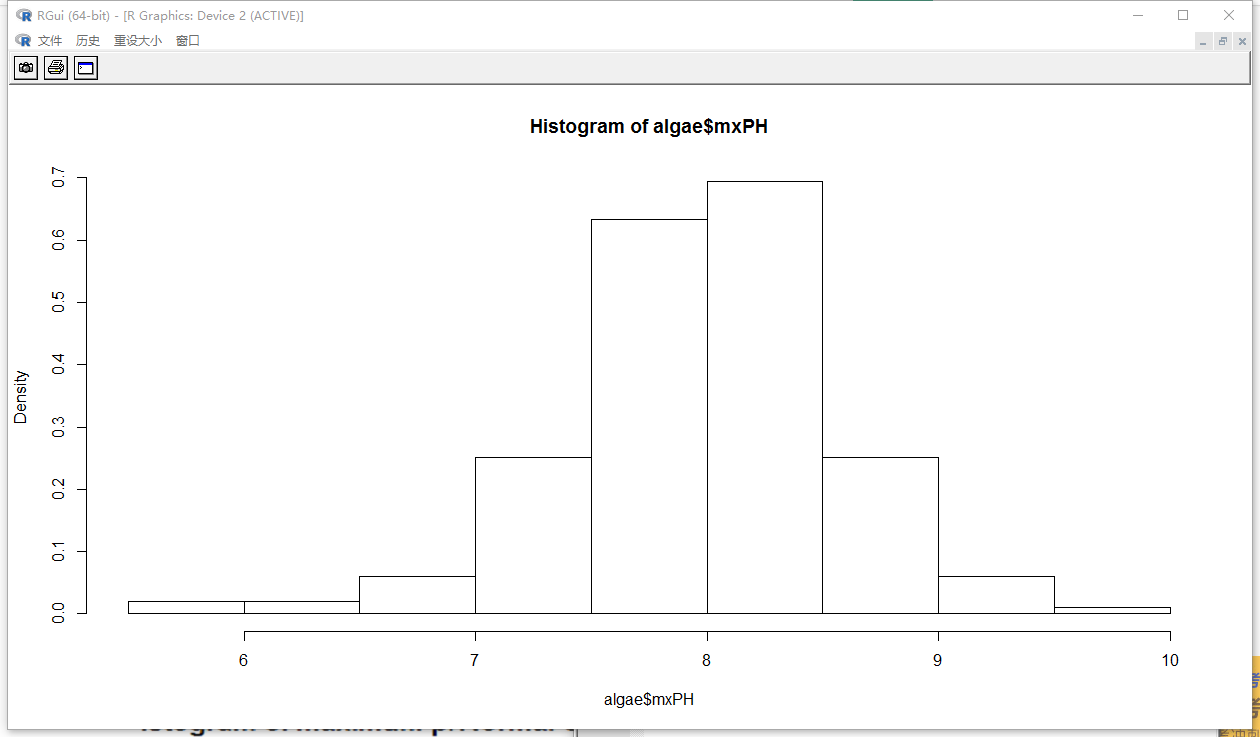 RGui (64-bit) - [R Graphics: Device 2 (ACTIVE)]
文件 历史 重设大小 窗口
Histogram of algae$mxPH
Density
0.7
0.6
0.5
0.4
0.3
0.2
0.1
0.0
6 7 8 9 10
algae$mxPH